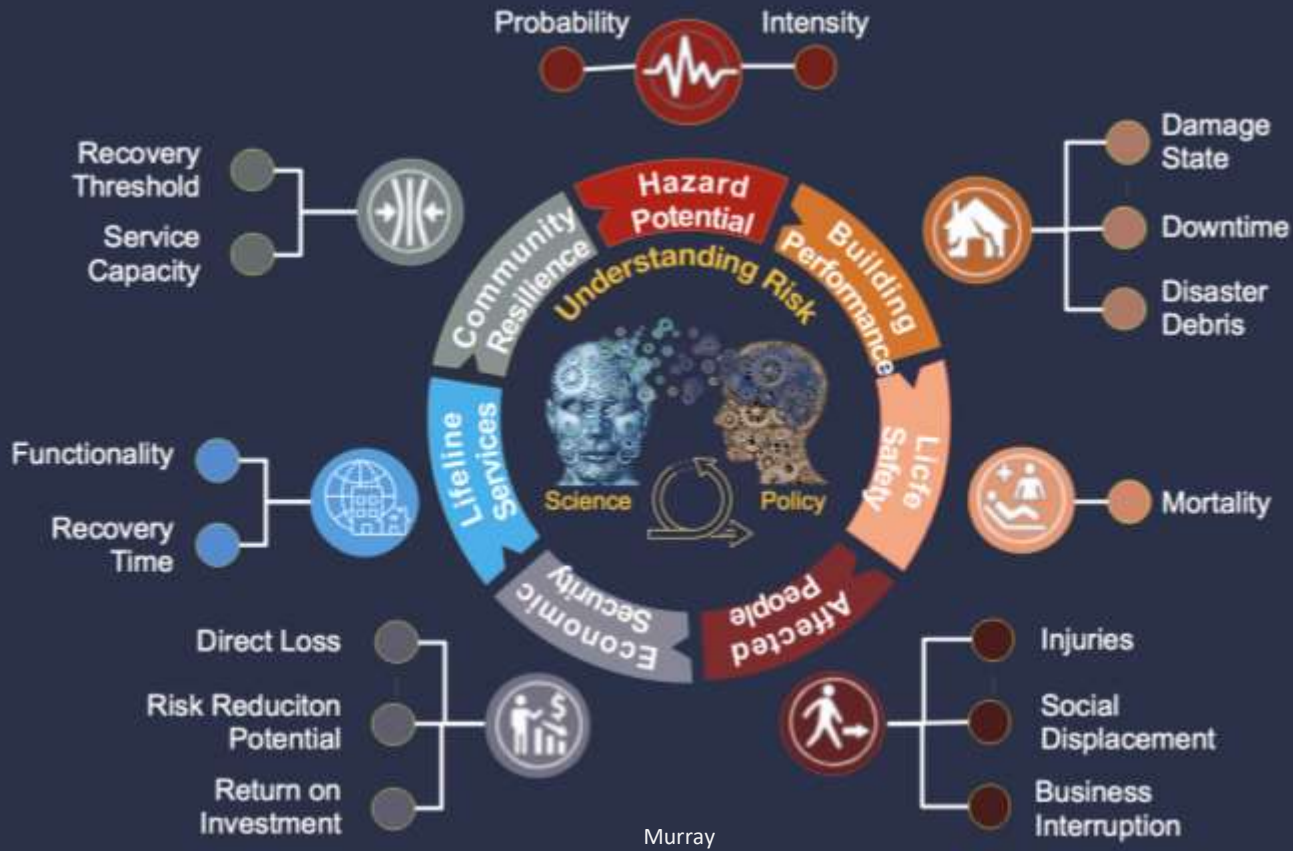 Probability
Intensity
Recovery
Threshold
Service
Capacity
Damage
State
Downtime
Disaster
Debris
Hazard
Potential
Building
Performance
Licfe
Safety
Affected
People
Economic
Security
Lifeline
Services
Community
Resilience
Understanding Risk
Science
Policy
Functionality
Recovery
Time
Mortality
Direct Loss
Risk Reduciton
Potential
Return on
Investment
Injuries
Social
Displacement
Business
Interruption
Murray